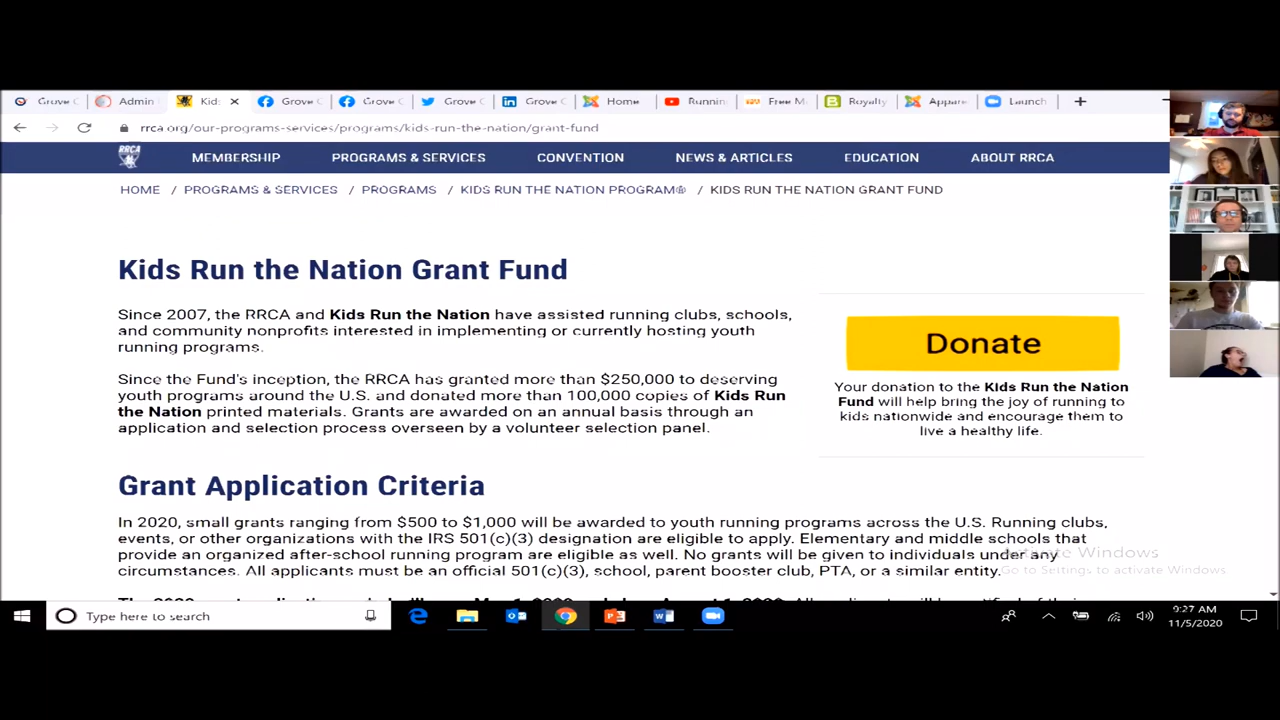 Grove C
Admin
Kids
Grove C
Grove C
Grove C
Grove C
Home
Runnin
Free M
Royalty
Appare
Launch
rrca.org/our-programs-services/programs/kids-run-the-nation/grant-fund
RRCA
MEMBERSHIP PROGRAMS & SERVICES CONVENTION NEWS & ARTICLES EDUCATION ABOUT RRCA
HOME / PROGRAMS & SERVICES / PROGRAMS / KIDS RUN THE NATION PROGRAM® / KIDS RUN THE NATION GRANT FUND
Kids Run the Nation Grant Fund
Since 2007, the RRCA and Kids Run the Nation have assisted running clubs, schools,
and community nonprofits interested in implementing or currently hosting youth
running programs.
Since the Fund's inception, the RRCA has granted more than $250,000 to deserving
youth programs around the U.S. and donated more than 100,000 copies of Kids Run
the Nation printed materials. Grants are awarded on an annual basis through an
application and selection process overseen by a volunteer selection panel.
Donate
Your donation to the Kids Run the Nation
Fund will help bring the joy of running to
kids nationwide and encourage them to
live a healthy life.
Grant Application Criteria
In 2020, small grants ranging from $500 to $1,000 will be awarded to youth running programs across the U.S. Running clubs,
events, or other organizations with the IRS 501(c)(3) designation are eligible to apply. Elementary and middle schools that
provide an organized after-school running program are eligible as well. No grants will be given to individuals under any
circumstances. All applicants must be an official 501(c)(3), school, parent booster club, PTA, or a similar entity.
Activate Windows
Go to Settings to activate Windows.
Type here to search
9:27 AM
11/5/2020